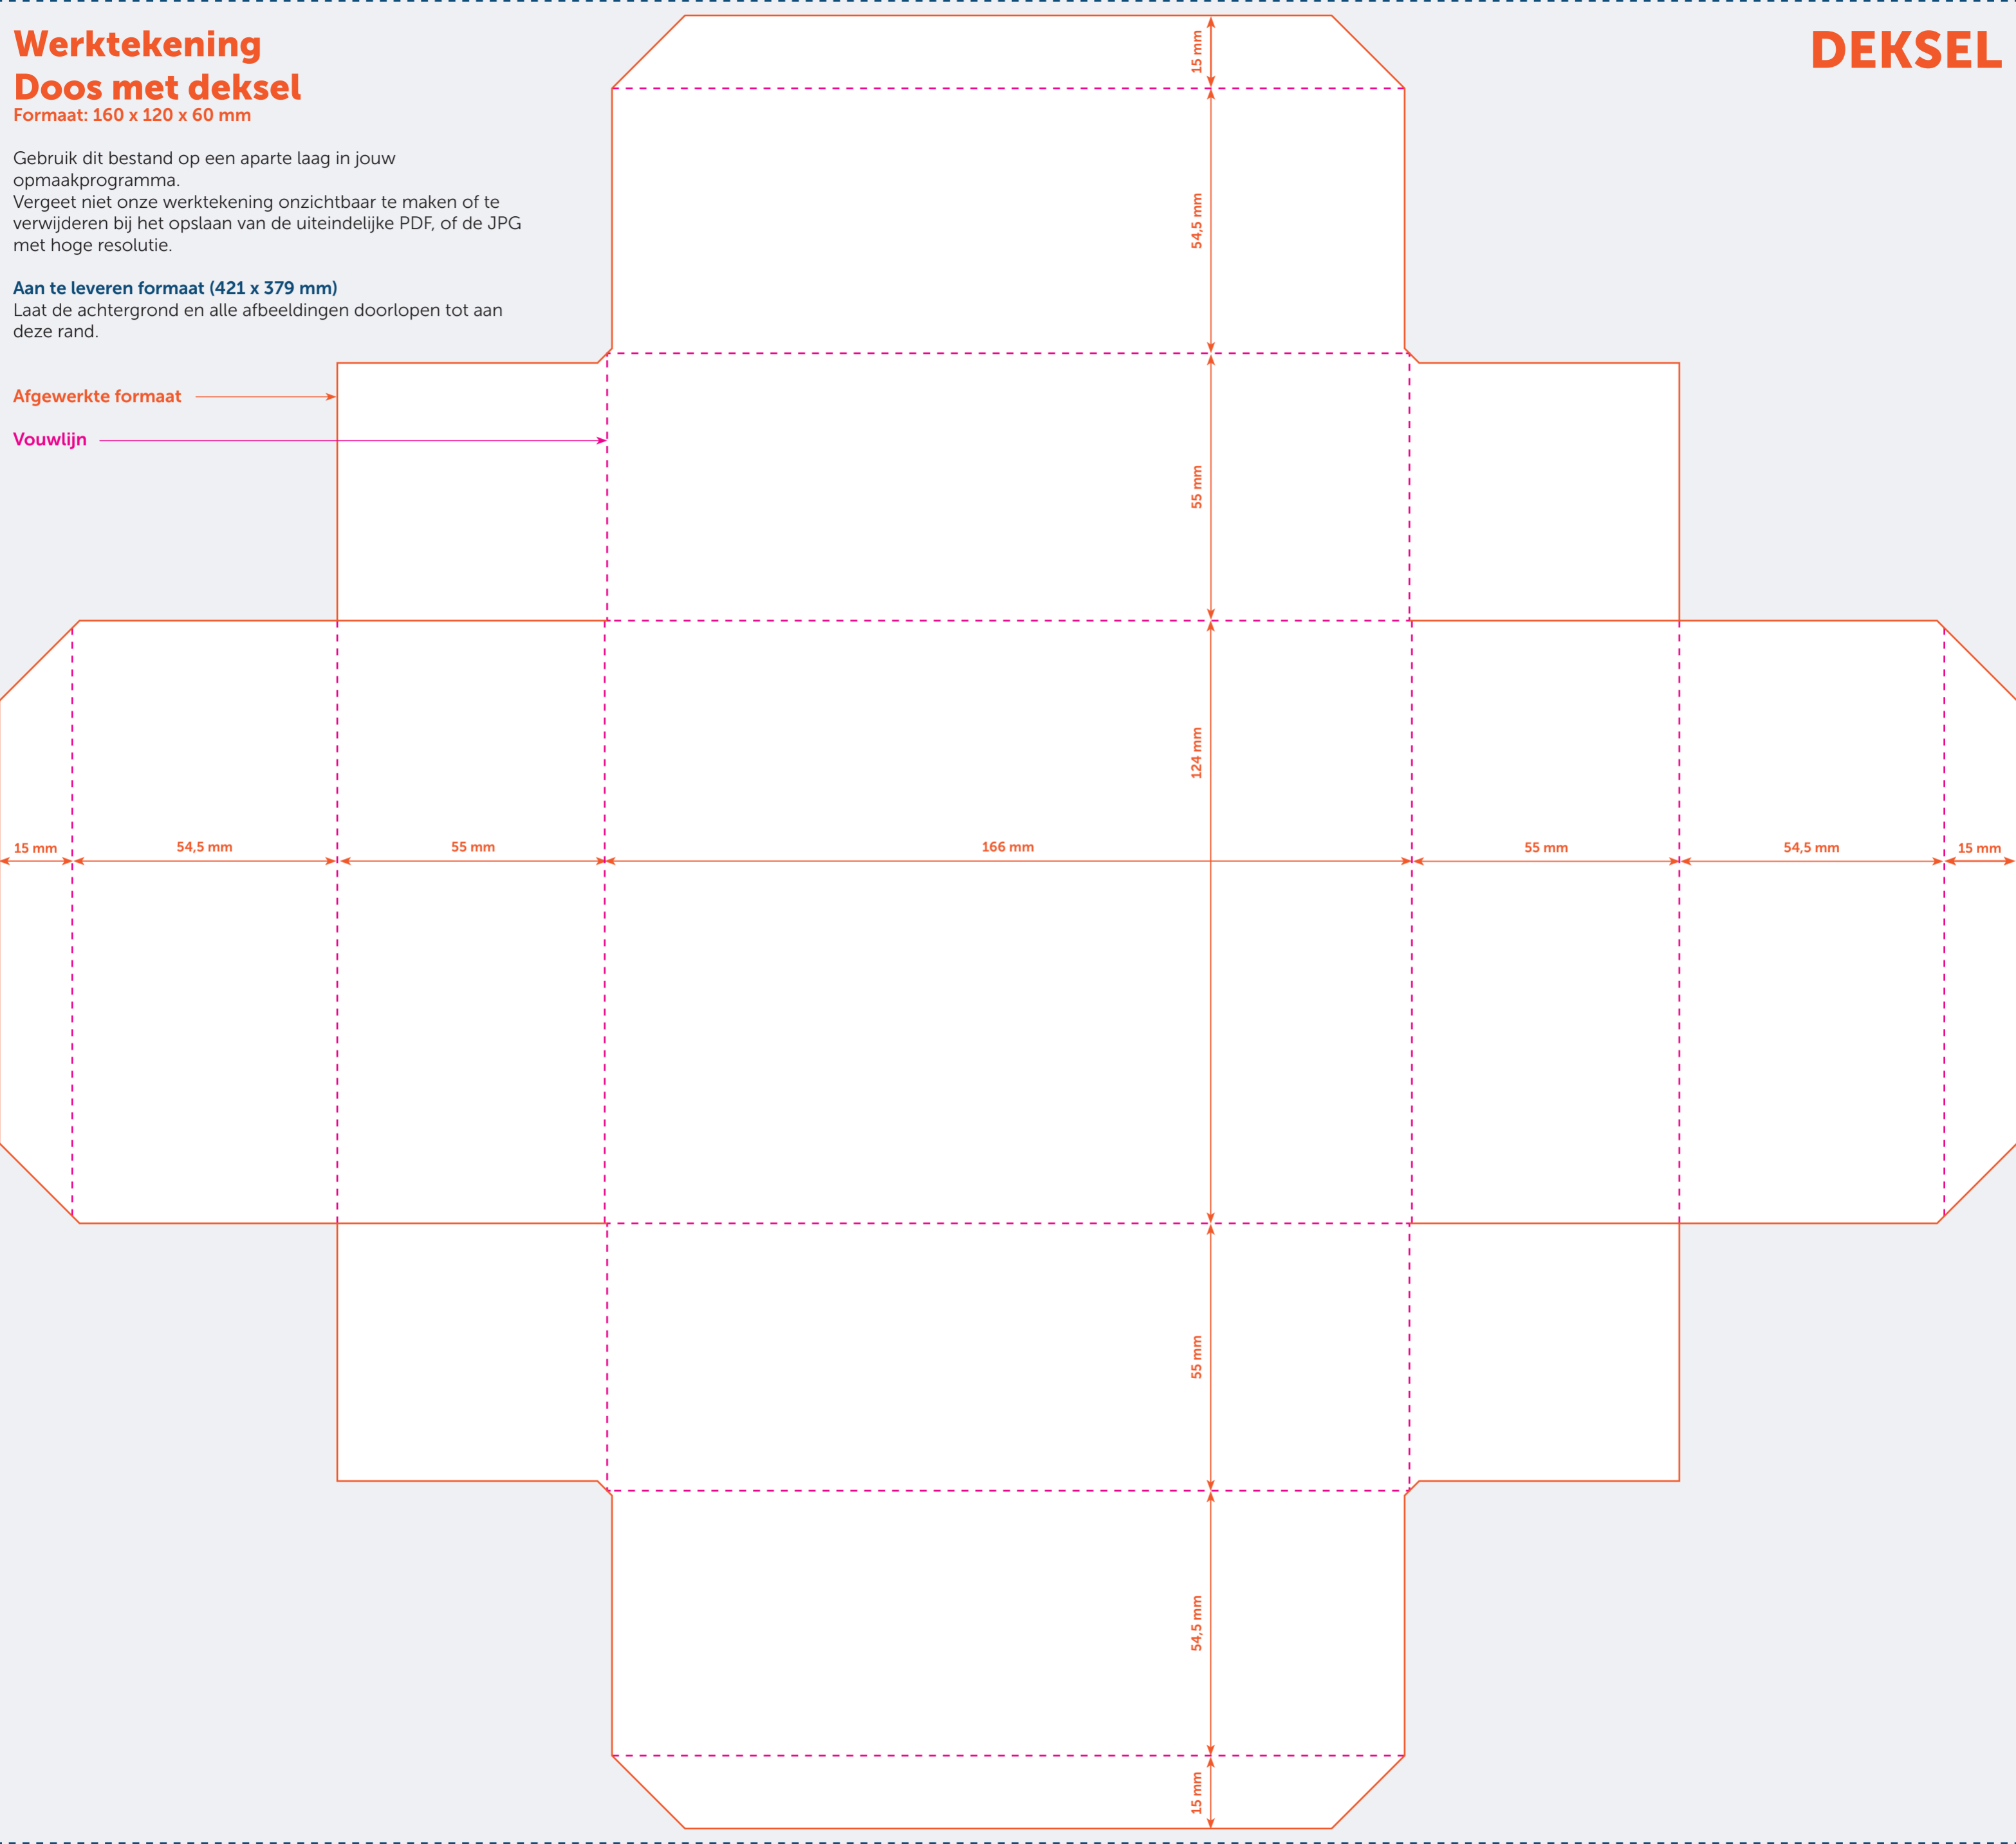 Werktekening
Doos met deksel
Formaat: 160 x 120 x 60 mm
DEKSEL
Gebruik dit bestand op een aparte laag in jouw
opmaakprogramma.
Vergeet niet onze werktekening onzichtbaar te maken of te
verwijderen bij het opslaan van de uiteindelijke PDF, of de JPG
met hoge resolutie.
Aan te leveren formaat (421 x 379 mm)
Laat de achtergrond en alle afbeeldingen doorlopen tot aan
deze rand.
Afgewerkte formaat
Vouwlijn
15 mm
54,5 mm
55 mm
124 mm
15 mm
54,5 mm
55 mm
166 mm
55 mm
54,5 mm
15 mm
55 mm
54,5 mm
15 mm